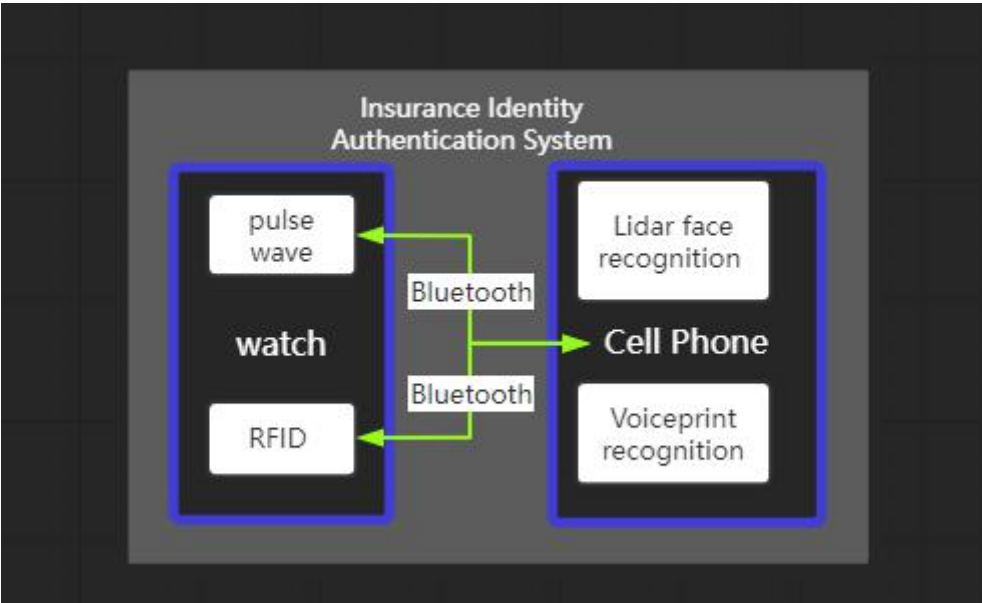 Insurance Identity
Authentication System
pulse
wave
Lidar face
recognition
Bluetooth
watch
Cell Phone
Bluetooth
RFID
Voiceprint
recognition